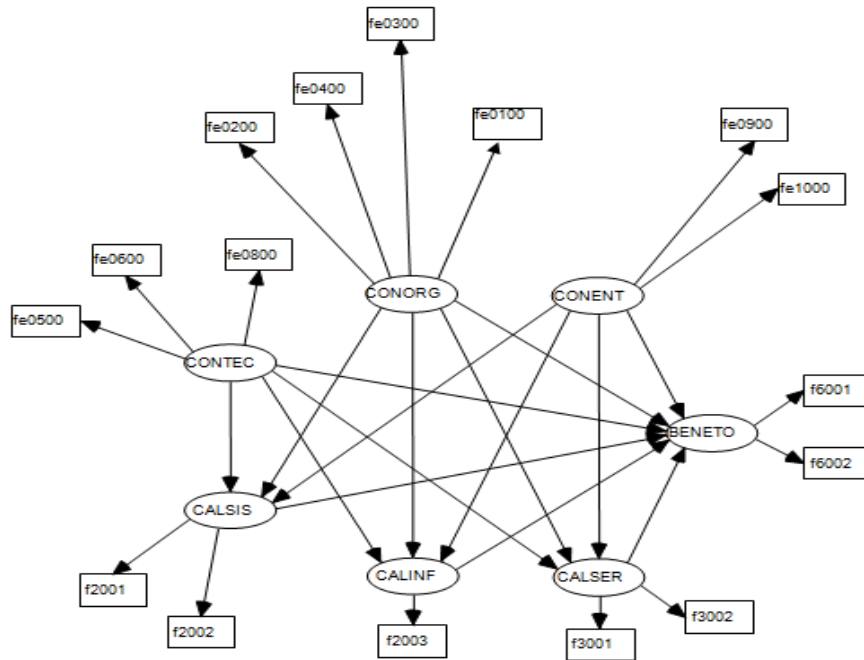 fe0300
fe0400
fe0200
fe0100
fe0900
fe1000
fe0600
fe0800
fe0500
CONORG
CONENT
CONTEC
f6001
BENETO
f6002
CALSIS
CALINF
CALSER
f2001
f2002
f2003
f3001
f3002